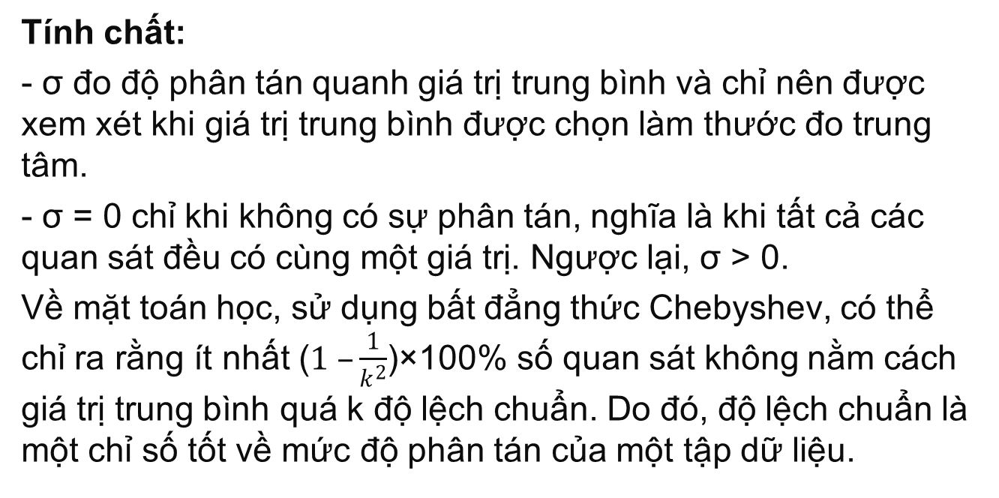 Tính chất:
- σ đo độ phân tán quanh giá trị trung bình và chỉ nên được
xem xét khi giá trị trung bình được chọn làm thước đo trung
tâm.
- σ = 0 chỉ khi không có sự phân tán, nghĩa là khi tất cả các
quan sát đều có cùng một giá trị. Ngược lại, σ > 0.
Về mặt toán học, sử dụng bất đẳng thức Chebyshev, có thể
chỉ ra rằng ít nhất (1 − 1/k²)×100% số quan sát không nằm cách
giá trị trung bình quá k độ lệch chuẩn. Do đó, độ lệch chuẩn là
một chỉ số tốt về mức độ phân tán của một tập dữ liệu.